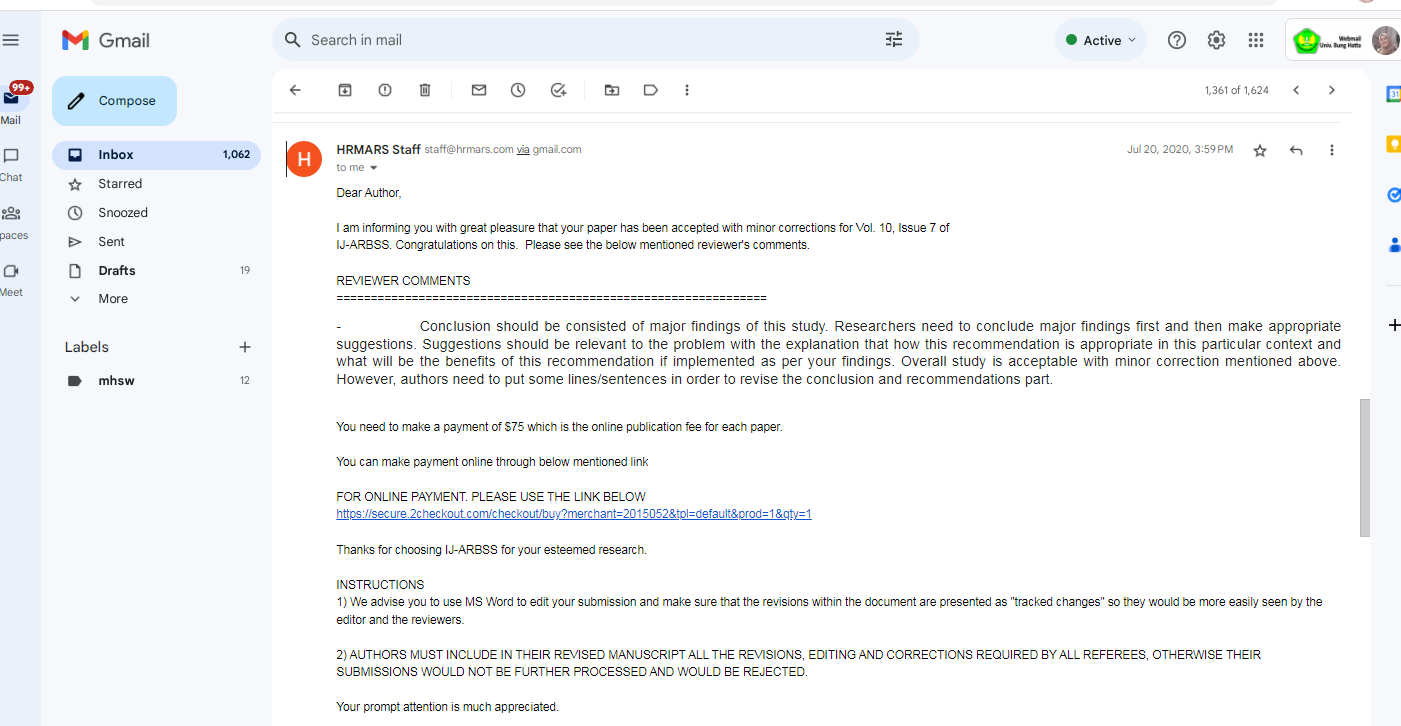 Gmail
Search in mail
Active
Webmail
Univ. Bung Hatta
99+
Mail
Compose
1,361 of 1,624
31
Inbox 1,062
H
HRMARS Staff staff@hrmars.com via gmail.com
Jul 20, 2020, 3:59 PM
to me
Chat
Starred
Dear Author,
Snoozed
paces
I am informing you with great pleasure that your paper has been accepted with minor corrections for Vol. 10, Issue 7 of
Sent
IJ-ARBSS. Congratulations on this.  Please see the below mentioned reviewer's comments.
Drafts 19
Meet
More
REVIEWER COMMENTS
===============================================================
- Conclusion should be consisted of major findings of this study. Researchers need to conclude major findings first and then make appropriate
suggestions. Suggestions should be relevant to the problem with the explanation that how this recommendation is appropriate in this particular context and
Labels +
what will be the benefits of this recommendation if implemented as per your findings. Overall study is acceptable with minor correction mentioned above.
mhsw 12
However, authors need to put some lines/sentences in order to revise the conclusion and recommendations part.
You need to make a payment of $75 which is the online publication fee for each paper.
You can make payment online through below mentioned link
FOR ONLINE PAYMENT. PLEASE USE THE LINK BELOW
https://secure.2checkout.com/checkout/buy?merchant=2015052&tpl=default&prod=1&qty=1
Thanks for choosing IJ-ARBSS for your esteemed research.
INSTRUCTIONS
1) We advise you to use MS Word to edit your submission and make sure that the revisions within the document are presented as "tracked changes" so they would be more easily seen by the
editor and the reviewers.
2) AUTHORS MUST INCLUDE IN THEIR REVISED MANUSCRIPT ALL THE REVISIONS, EDITING AND CORRECTIONS REQUIRED BY ALL REFEREES, OTHERWISE THEIR
SUBMISSIONS WOULD NOT BE FURTHER PROCESSED AND WOULD BE REJECTED.
Your prompt attention is much appreciated.